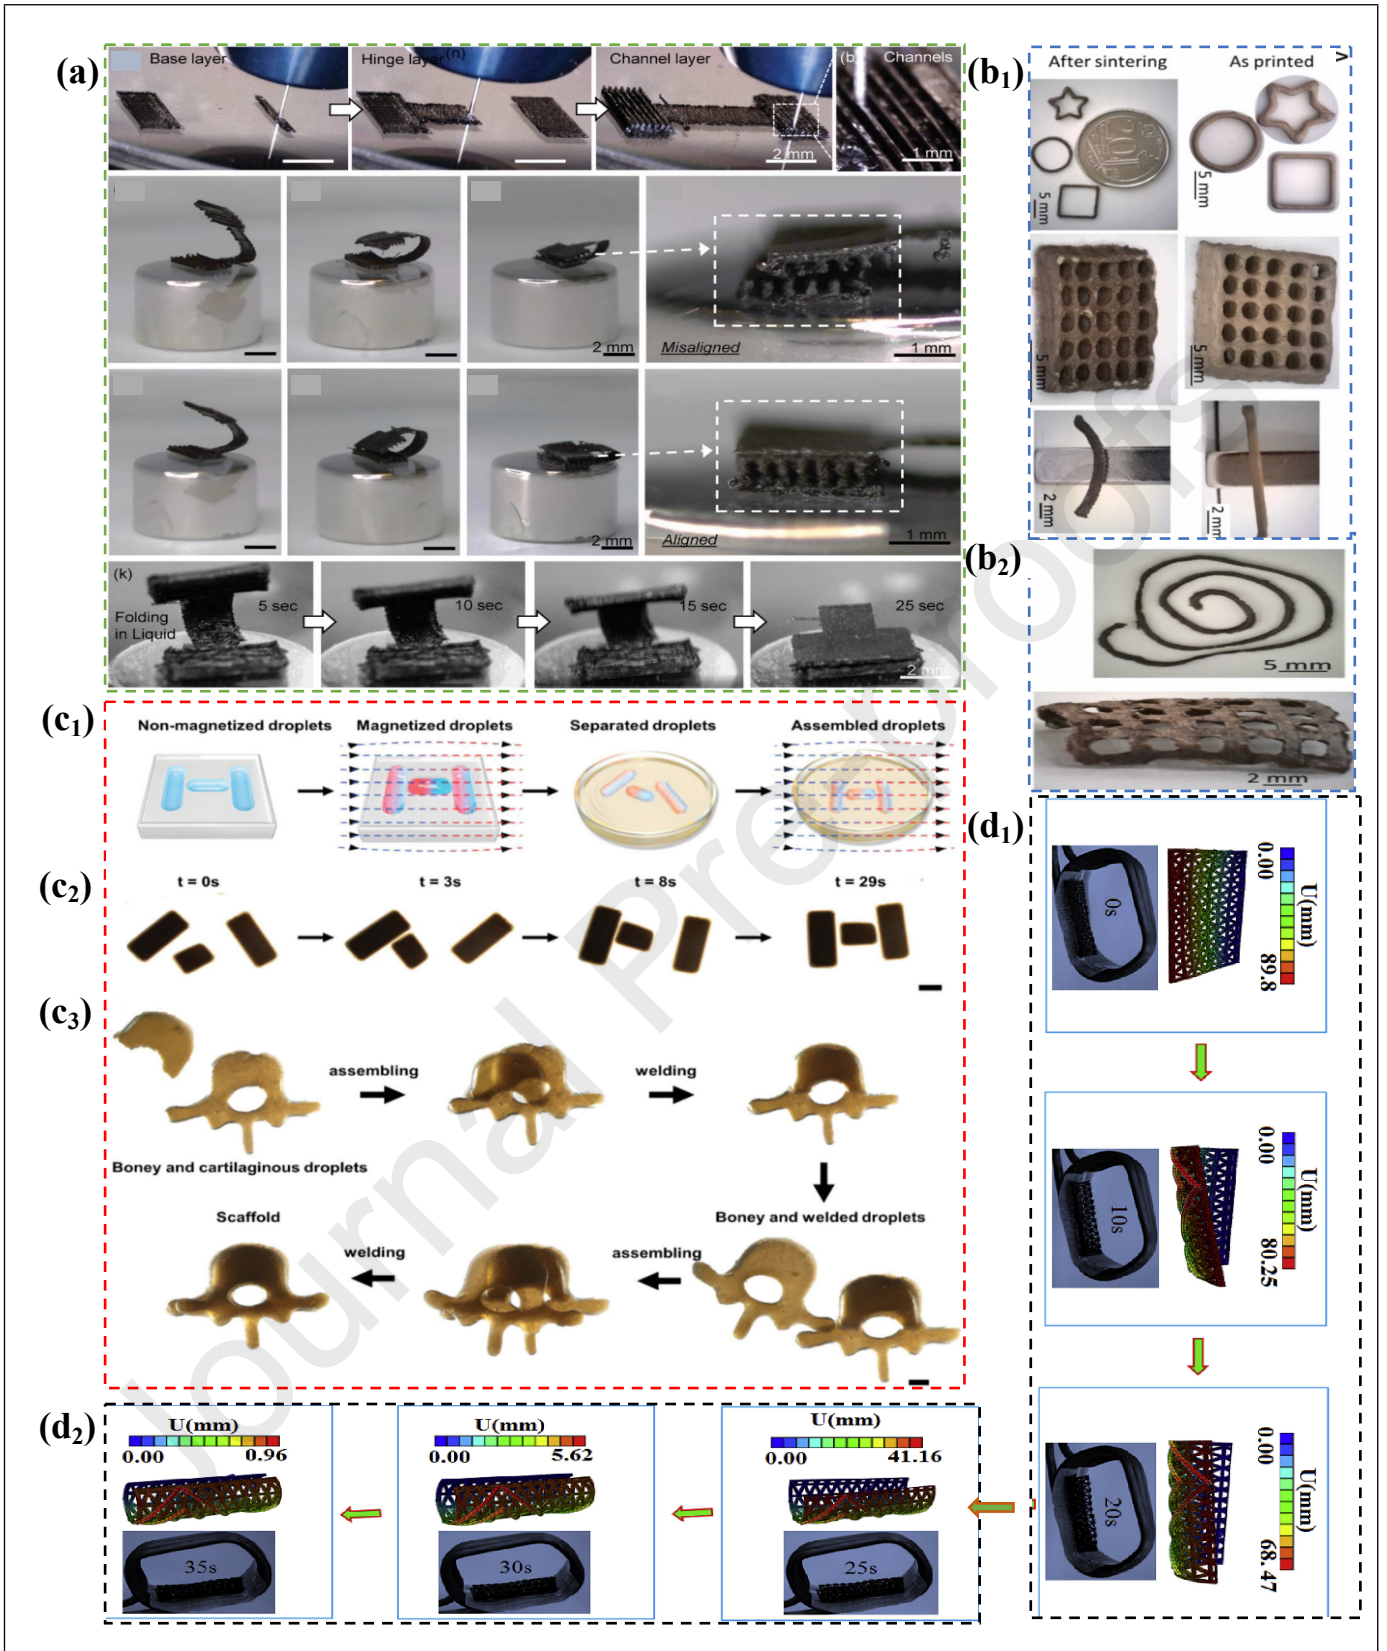 (a)
Base layer
Hinge layer
(n)
Channel layer
(b)
Channels
2 mm
1 mm
2 mm
Misaligned
1 mm
2 mm
Aligned
1 mm
(k)
Folding
in Liquid
5 sec
10 sec
15 sec
25 sec
2 mm
(b1)
After sintering
As printed
>
5 mm
5 mm
5 mm
5 mm
2 mm
2 mm
(b2)
5 mm
2 mm
(c1)
Non-magnetized droplets
Magnetized droplets
Separated droplets
Assembled droplets
(c2)
t = 0s
t = 3s
t = 8s
t = 29s
(c3)
assembling
welding
Boney and cartilaginous droplets
Scaffold
Boney and welded droplets
welding
assembling
(d1)
0s
0.00
U(mm)
89.8
10s
0.00
U(mm)
80.25
20s
0.00
U(mm)
68.47
(d2)
U(mm)
0.00 0.96
35s
U(mm)
0.00 5.62
30s
U(mm)
0.00 41.16
25s
Journal Pre-proofs